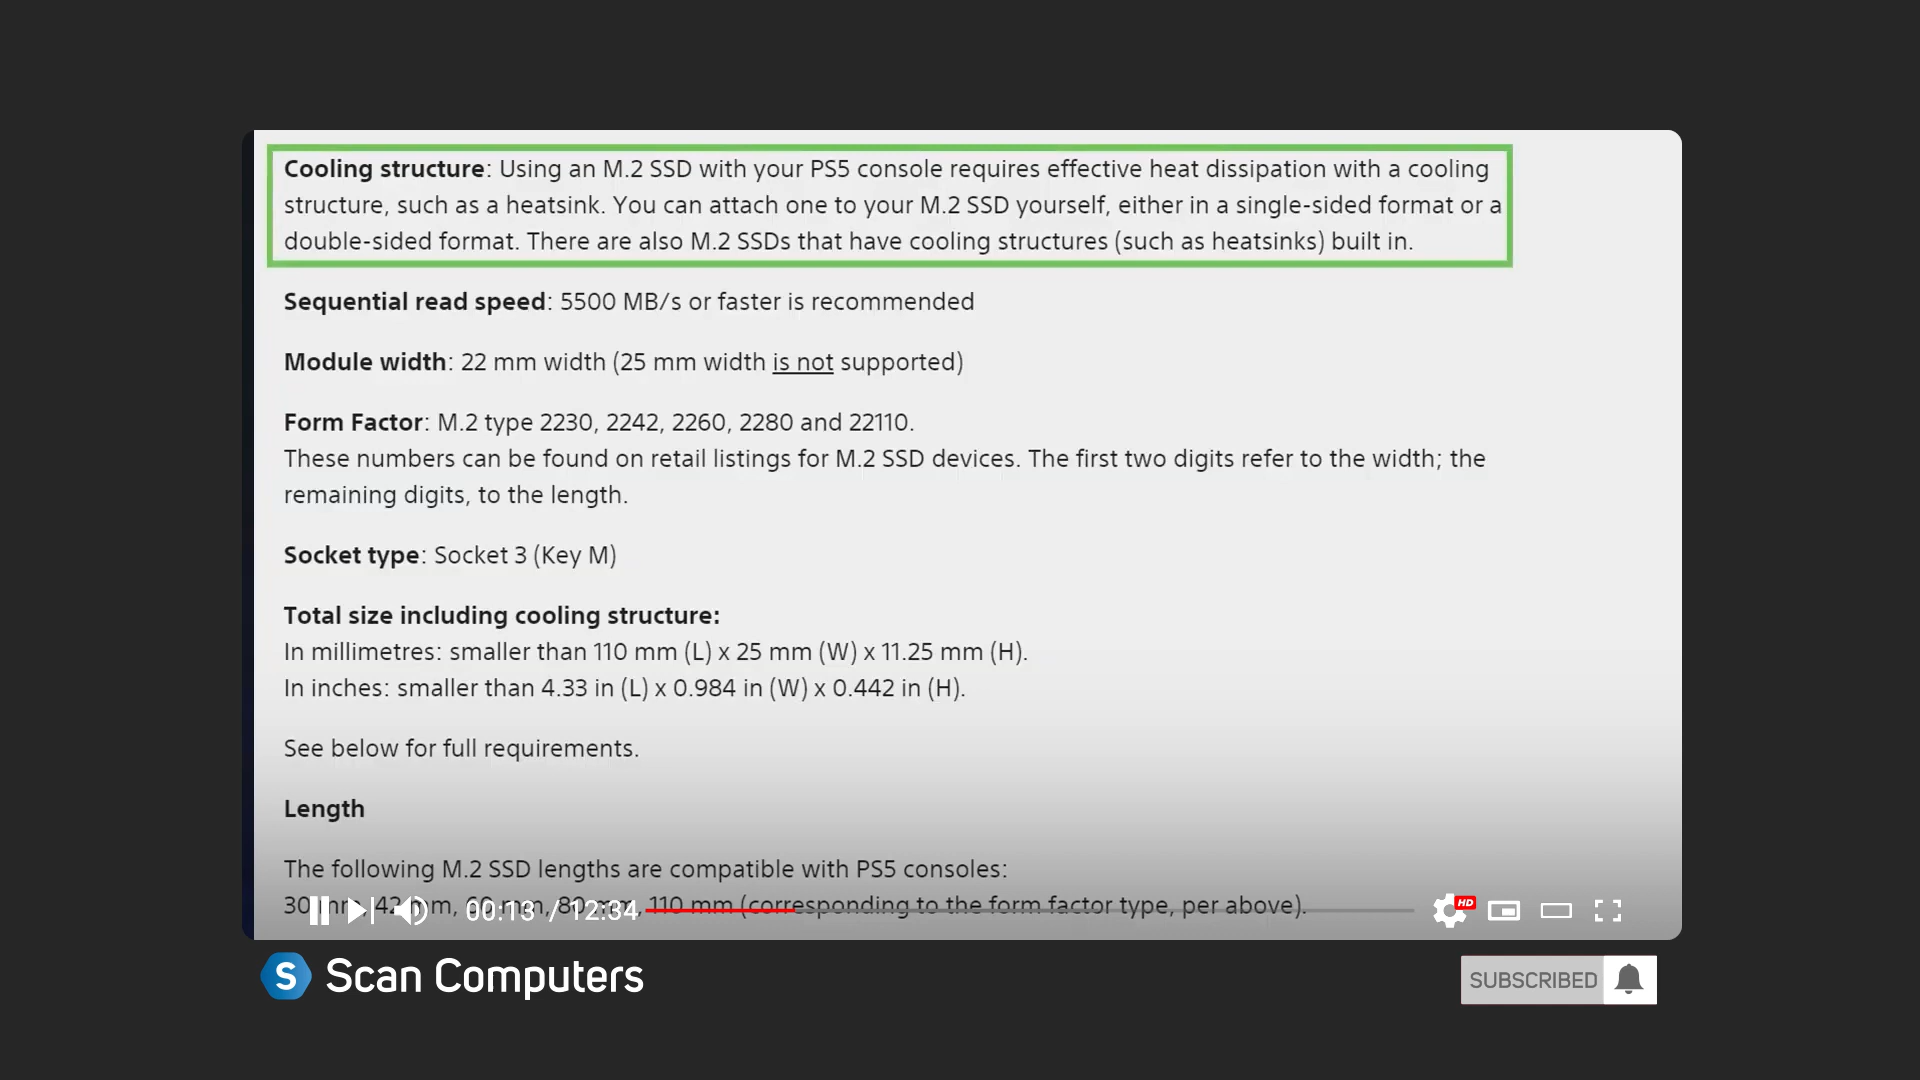 Cooling structure: Using an M.2 SSD with your PS5 console requires effective heat dissipation with a cooling
structure, such as a heatsink. You can attach one to your M.2 SSD yourself, either in a single-sided format or a
double-sided format. There are also M.2 SSDs that have cooling structures (such as heatsinks) built in.
Sequential read speed: 5500 MB/s or faster is recommended
Module width: 22 mm width (25 mm width is not supported)
Form Factor: M.2 type 2230, 2242, 2260, 2280 and 22110.
These numbers can be found on retail listings for M.2 SSD devices. The first two digits refer to the width; the
remaining digits, to the length.
Socket type: Socket 3 (Key M)
Total size including cooling structure:
In millimetres: smaller than 110 mm (L) x 25 mm (W) x 11.25 mm (H).
In inches: smaller than 4.33 in (L) x 0.984 in (W) x 0.442 in (H).
See below for full requirements.
Length
The following M.2 SSD lengths are compatible with PS5 consoles:
30 mm, 42 mm, 60 mm, 80 mm, 110 mm (corresponding to the form factor type, per above).
00:13 / 12:34
HD
S Scan Computers
SUBSCRIBED